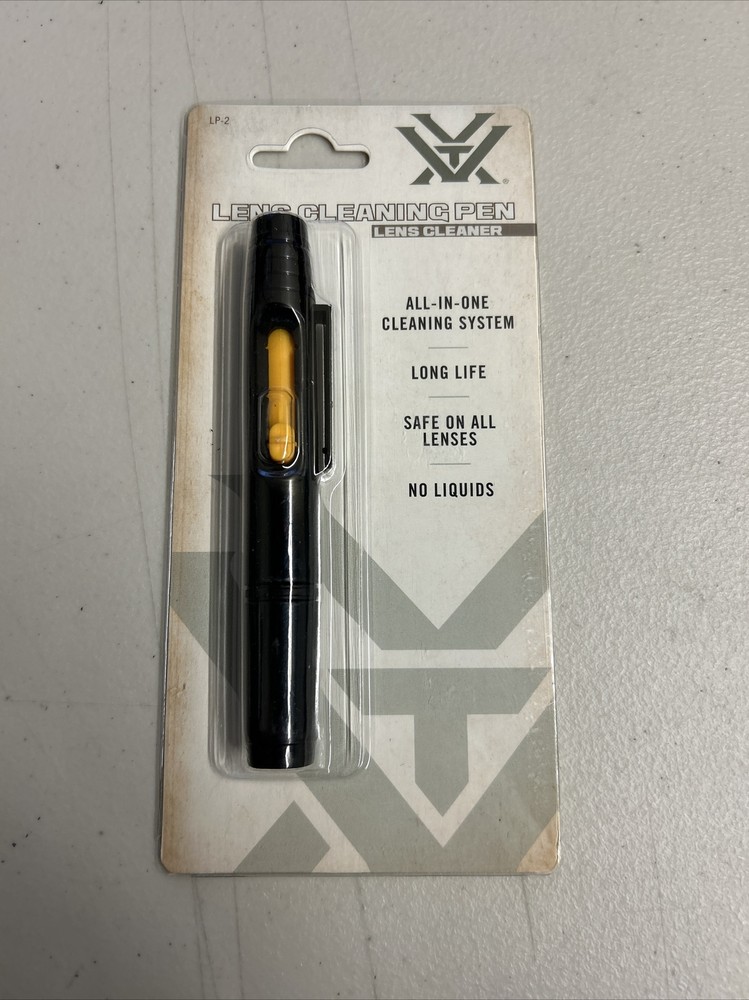 LP-2
VT®
LENS CLEANING PEN
LENS CLEANER
ALL-IN-ONE
CLEANING SYSTEM
LONG LIFE
SAFE ON ALL
LENSES
NO LIQUIDS